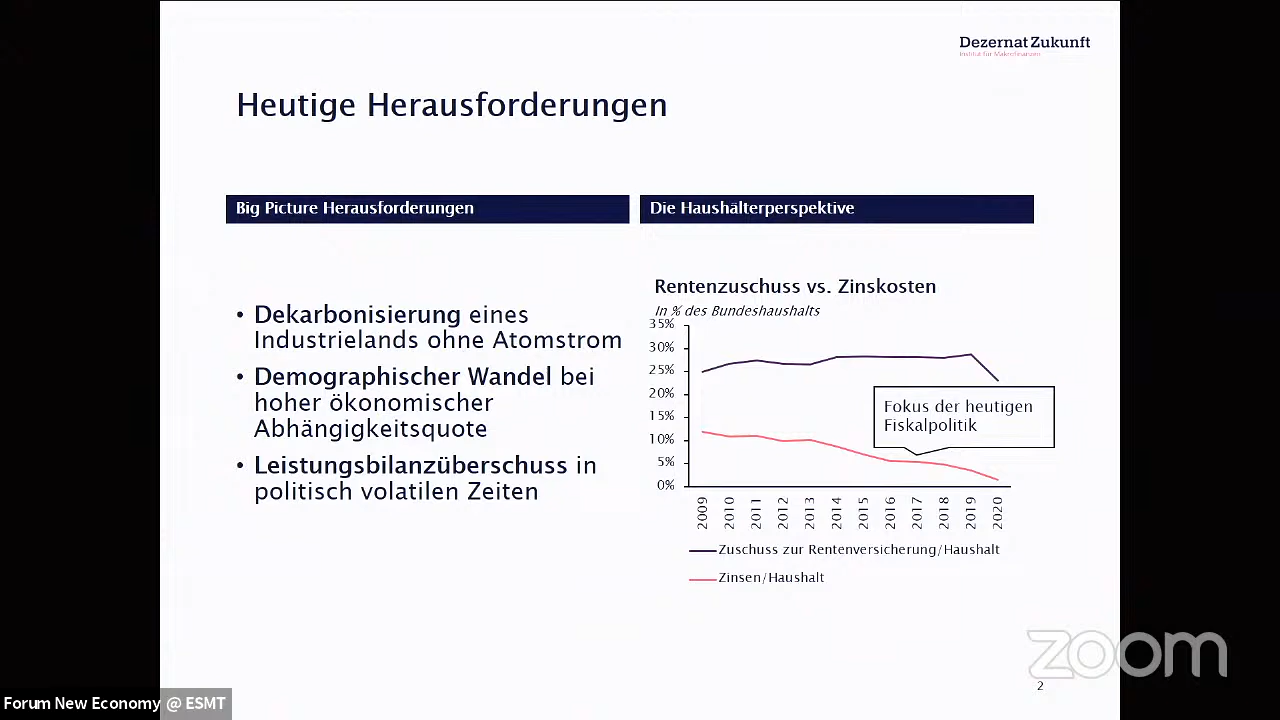 Dezernat Zukunft
Institut für Makrofinanzen
Heutige Herausforderungen
Big Picture Herausforderungen
• Dekarbonisierung eines
Industrielands ohne Atomstrom
• Demographischer Wandel bei
hoher ökonomischer
Abhängigkeitsquote
• Leistungsbilanzüberschuss in
politisch volatilen Zeiten
Die Haushälterperspektive
Rentenzuschuss vs. Zinskosten
In % des Bundeshaushalts
35%
30%
25%
20%
15%
10%
5%
0%
Fokus der heutigen
Fiskalpolitik
2009 2010 2011 2012 2013 2014 2015 2016 2017 2018 2019 2020
Zuschuss zur Rentenversicherung/Haushalt
Zinsen/Haushalt
zoom
2
Forum New Economy @ ESMT